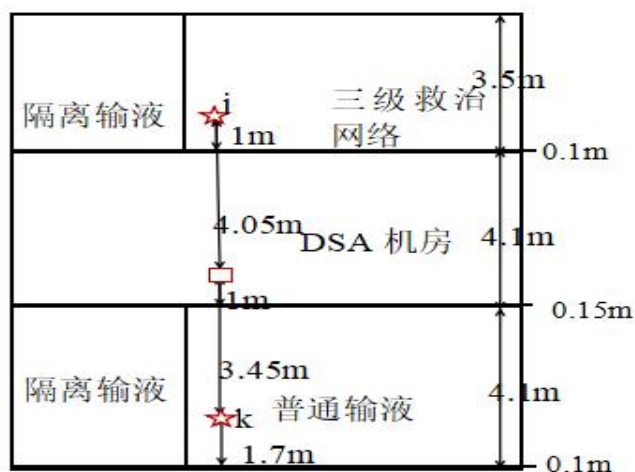 3.5m
i
三级救治
网络
隔离输液
1m
0.1m
4.05m
DSA 机房
4.1m
1m
0.15m
3.45m
隔离输液
4.1m
k
普通输液
1.7m
0.1m